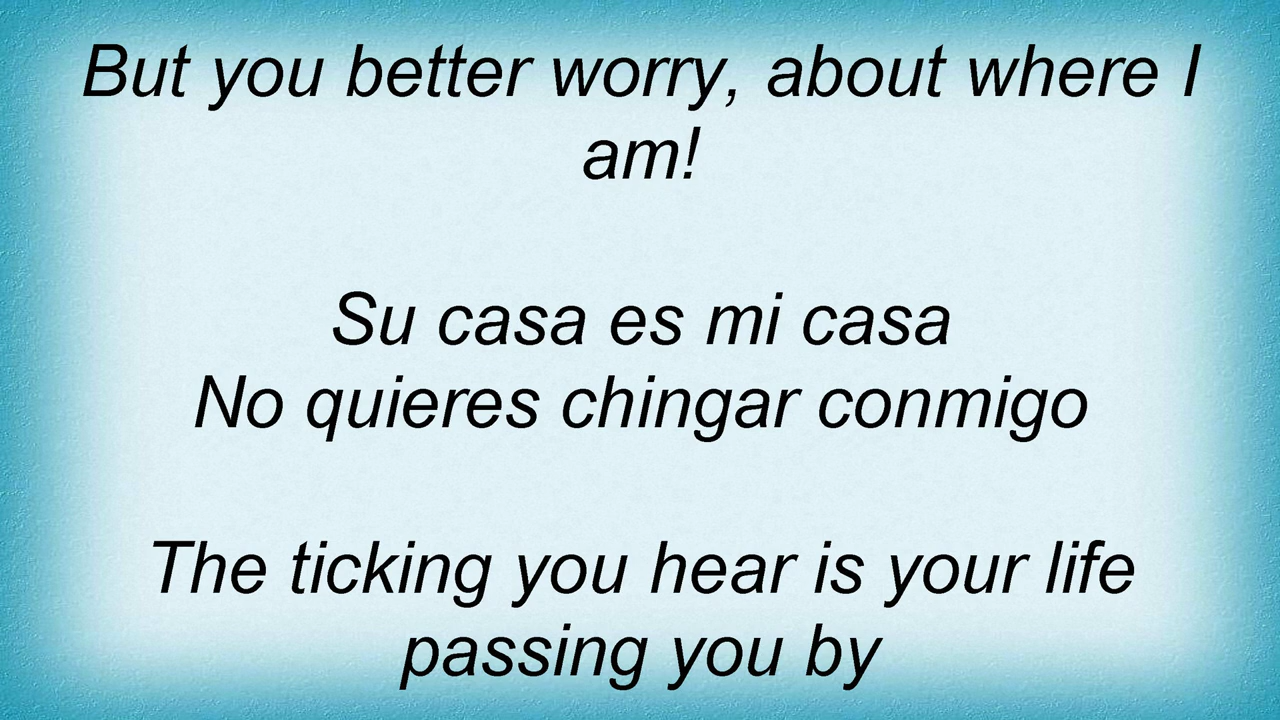 But you better worry, about where I
am!
Su casa es mi casa
No quieres chingar conmigo
The ticking you hear is your life
passing you by